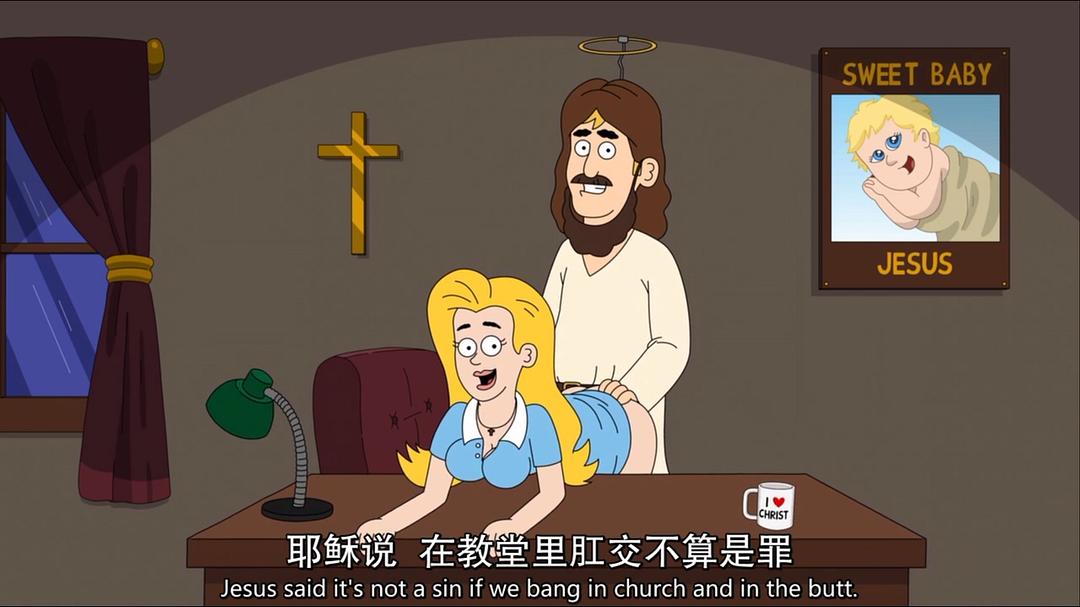 SWEET BABY
JESUS
I ❤
CHRIST
耶稣说 在教堂里肛交不算是罪
Jesus said it's not a sin if we bang in church and in the butt.